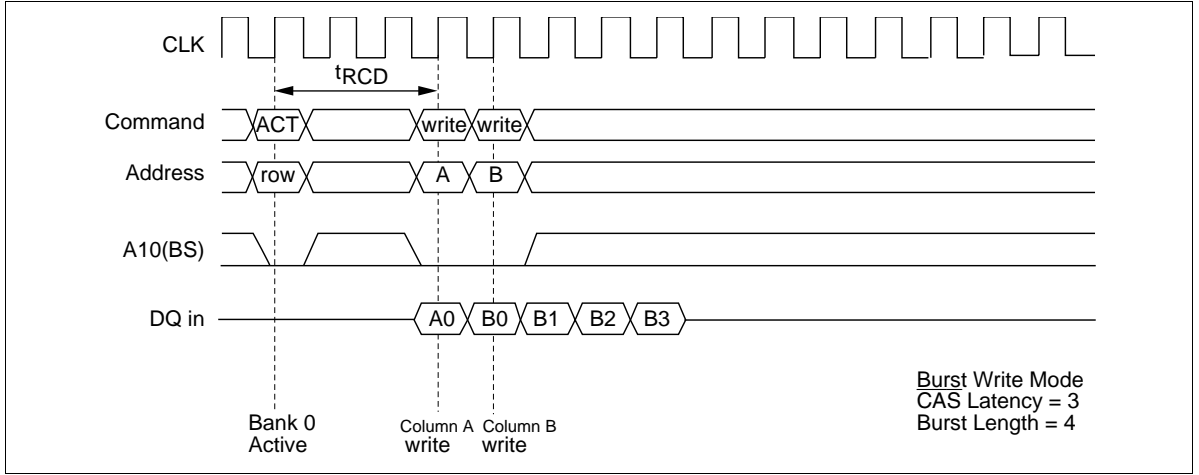 CLK
tRCD
Command ACT write write
Address row A B
A10(BS)
DQ in A0 B0 B1 B2 B3
Burst Write Mode
CAS Latency = 3
Burst Length = 4
Bank 0
Active
Column A Column B
write write